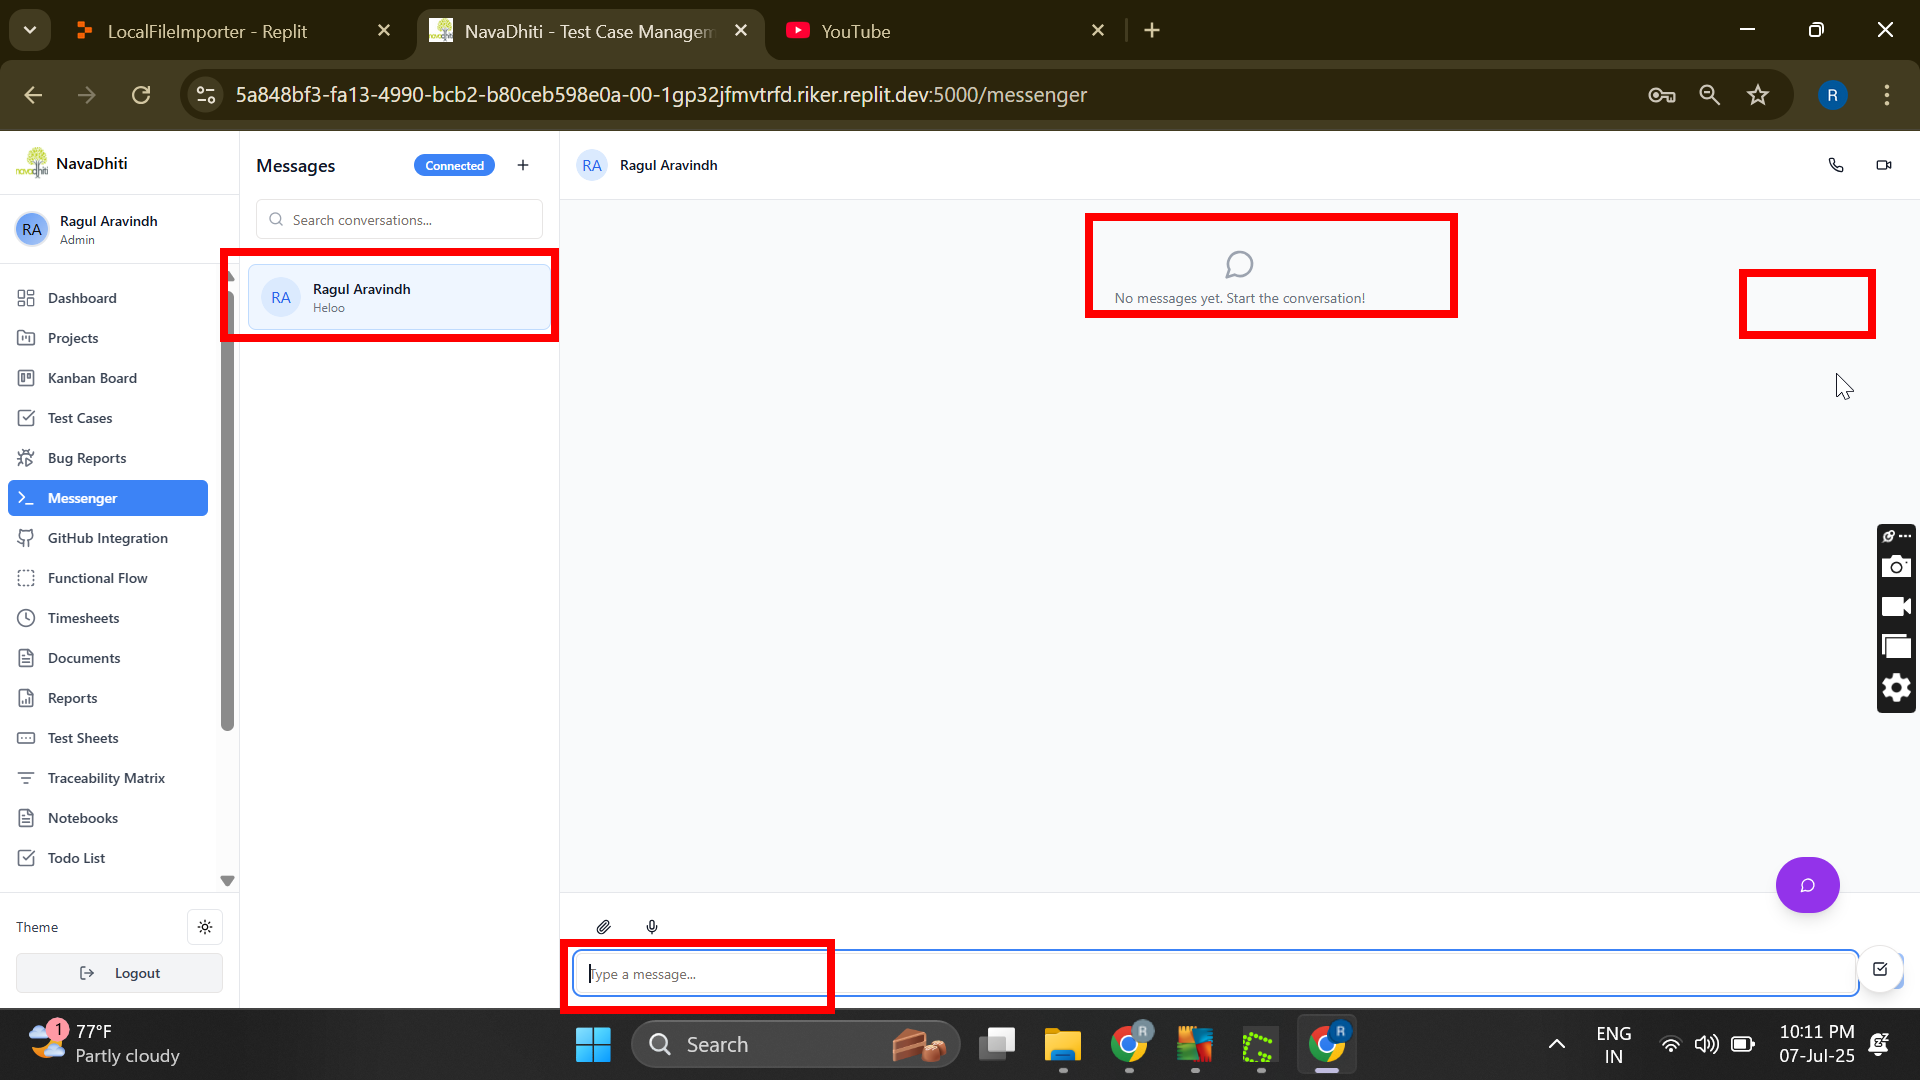 LocalFileImporter - Replit
NavaDhiti - Test Case Managem
YouTube
5a848bf3-fa13-4990-bcb2-b80ceb598e0a-00-1gp32jfmvtrfd.riker.replit.dev:5000/messenger
R
NavaDhiti
RA
Ragul Aravindh
Admin
Dashboard
Projects
Kanban Board
Test Cases
Bug Reports
Messenger
GitHub Integration
Functional Flow
Timesheets
Documents
Reports
Test Sheets
Traceability Matrix
Notebooks
Todo List
Theme
Logout
Messages
Connected
Search conversations...
RA
Ragul Aravindh
Heloo
RA
Ragul Aravindh
No messages yet. Start the conversation!
Type a message...
1
77°F
Partly cloudy
Search
R
R
ENG
IN
10:11 PM
07-Jul-25